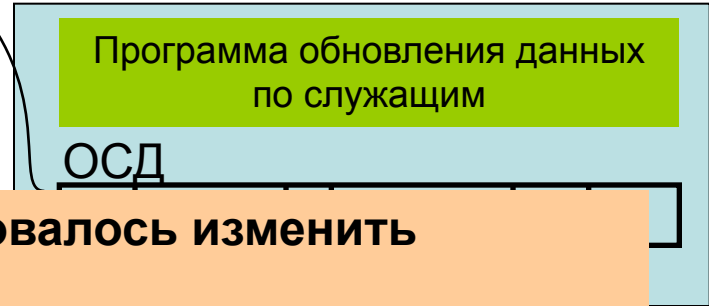 Программа обновления данных
по служащим
ОСД
овалось изменить